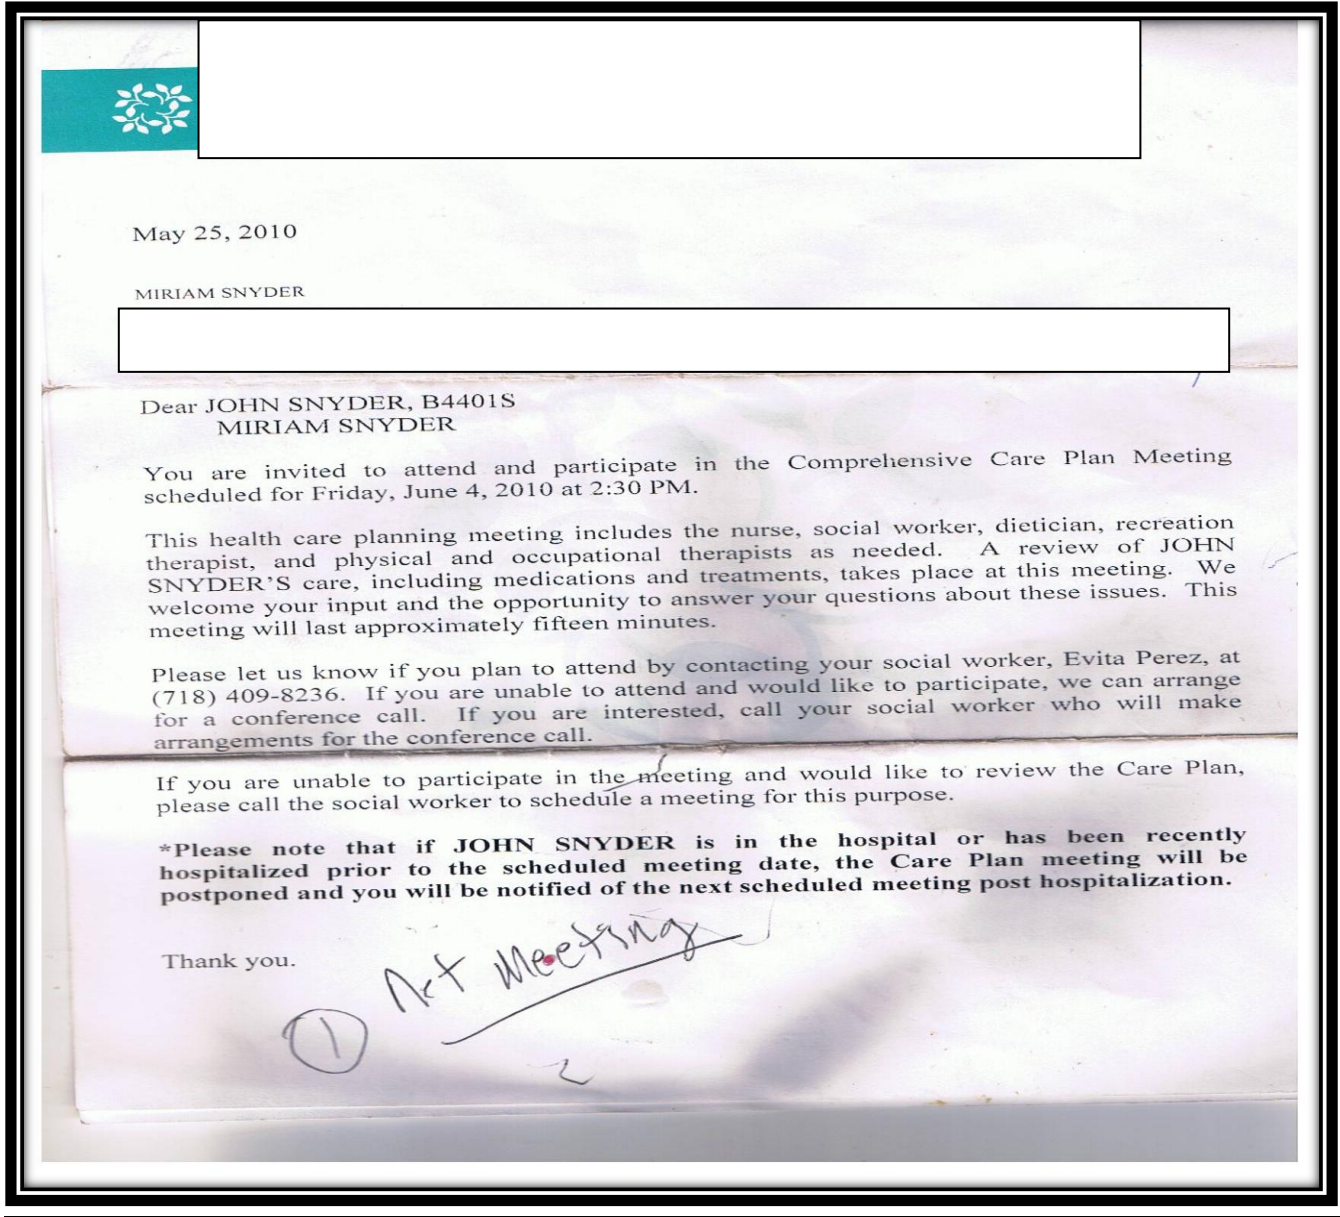 May 25, 2010
MIRIAM SNYDER
Dear JOHN SNYDER, B4401S
MIRIAM SNYDER
You are invited to attend and participate in the Comprehensive Care Plan Meeting
scheduled for Friday, June 4, 2010 at 2:30 PM.
This health care planning meeting includes the nurse, social worker, dietician, recreation
therapist, and physical and occupational therapists as needed. A review of JOHN
SNYDER'S care, including medications and treatments, takes place at this meeting. We
welcome your input and the opportunity to answer your questions about these issues. This
meeting will last approximately fifteen minutes.
Please let us know if you plan to attend by contacting your social worker, Evita Perez, at
(718) 409-8236. If you are unable to attend and would like to participate, we can arrange
for a conference call. If you are interested, call your social worker who will make
arrangements for the conference call.
If you are unable to participate in the meeting and would like to review the Care Plan,
please call the social worker to schedule a meeting for this purpose.
*Please note that if JOHN SNYDER is in the hospital or has been recently
hospitalized prior to the scheduled meeting date, the Care Plan meeting will be
postponed and you will be notified of the next scheduled meeting post hospitalization.
Thank you.
Meeting
1
2